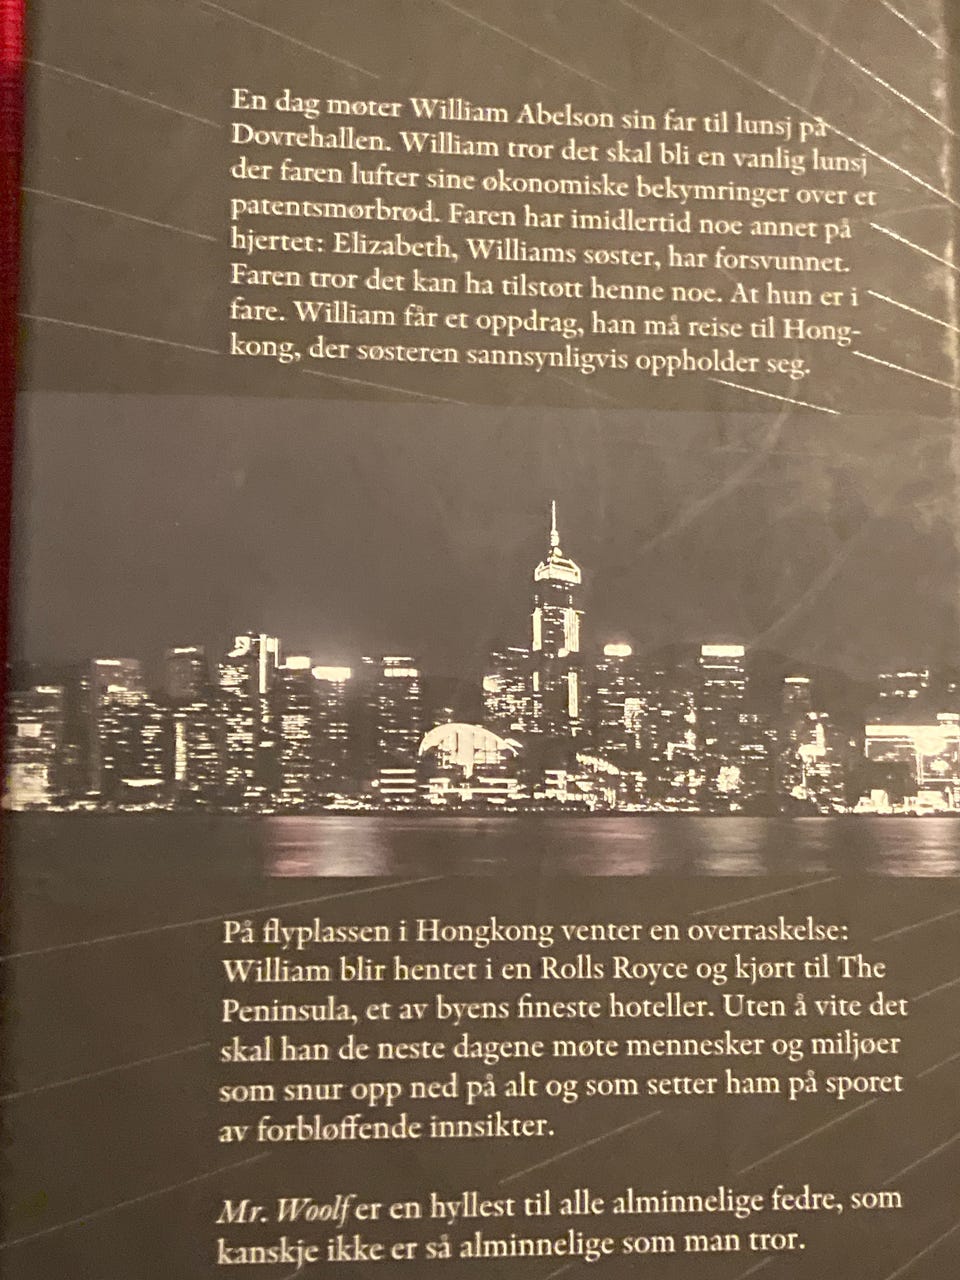 En dag møter William Abelson sin far til lunsj på
Dovrehallen. William tror det skal bli en vanlig lunsj
der faren lufter sine økonomiske bekymringer over et
patentsmørbrød. Faren har imidlertid noe annet på
hjertet: Elizabeth, Williams søster, har forsvunnet.
Faren tror det kan ha tilstøtt henne noe. At hun er i
fare. William får et oppdrag, han må reise til Hong-
kong, der søsteren sannsynligvis oppholder seg.
På flyplassen i Hongkong venter en overraskelse:
William blir hentet i en Rolls Royce og kjørt til The
Peninsula, et av byens fineste hoteller. Uten å vite det
skal han de neste dagene møte mennesker og miljøer
som snur opp ned på alt og som setter ham på sporet
av forbløffende innsikter.
Mr. Woolf er en hyllest til alle alminnelige fedre, som
kanskje ikke er så alminnelige som man tror.